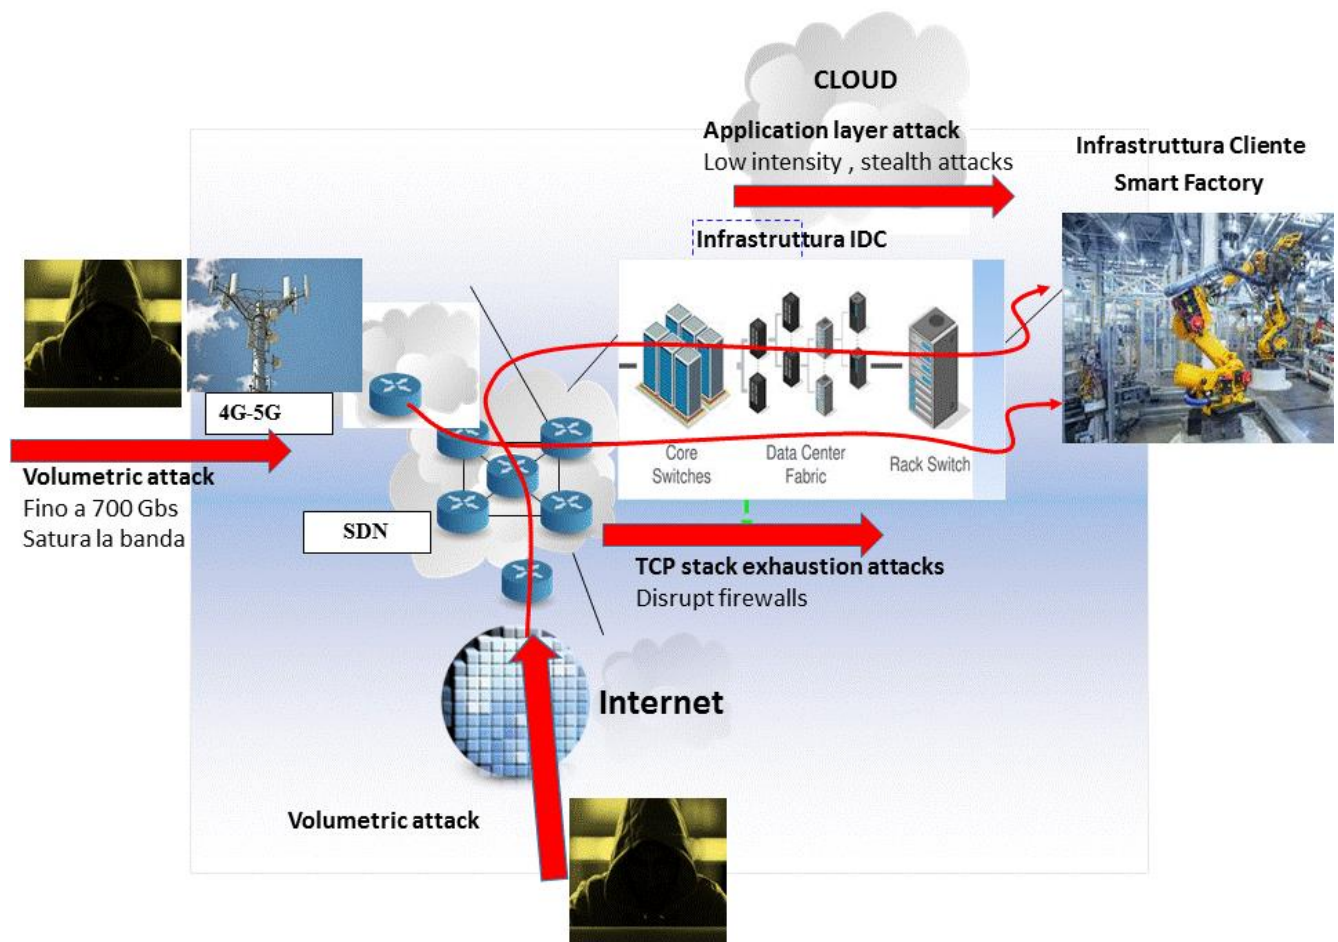 CLOUD
Application layer attack
Low intensity , stealth attacks
Infrastruttura Cliente
Smart Factory
Infrastruttura IDC
4G-5G
Volumetric attack
Fino a 700 Gbs
Satura la banda
Core
Switches
Data Center
Fabric
Rack Switch
SDN
TCP stack exhaustion attacks
Disrupt firewalls
Internet
Volumetric attack